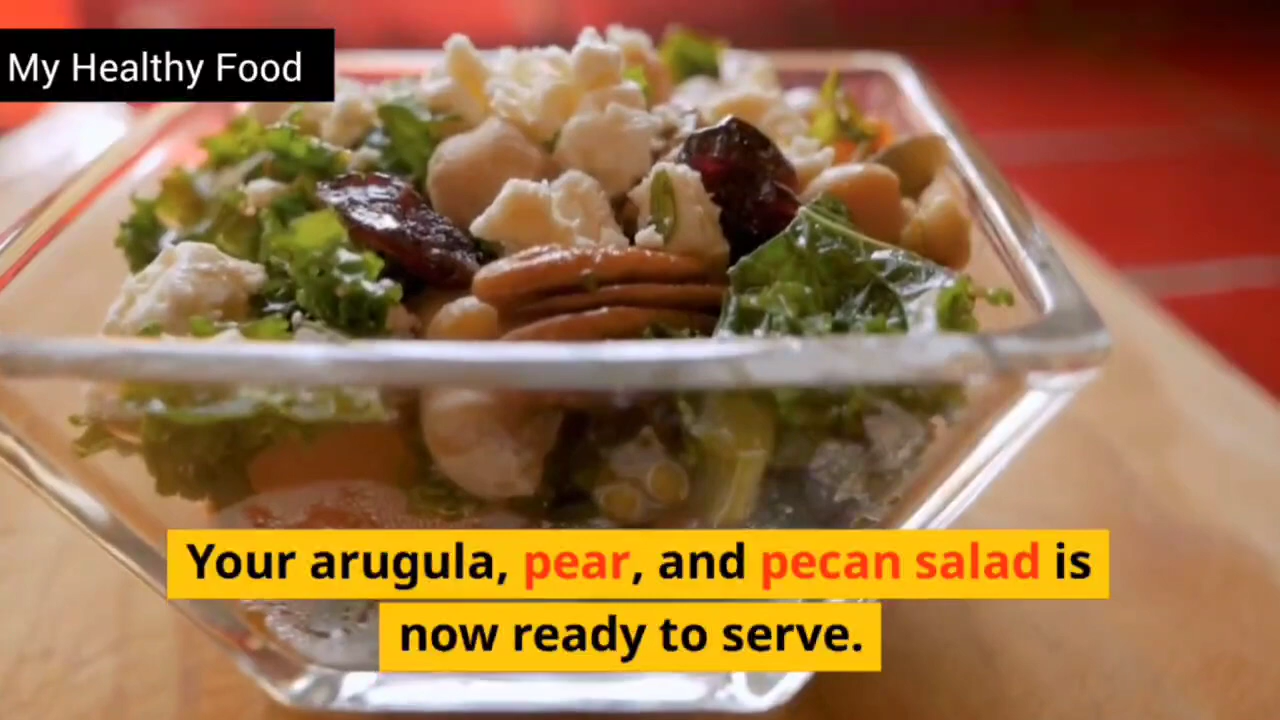 My Healthy Food
Your arugula, pear, and pecan salad is
now ready to serve.